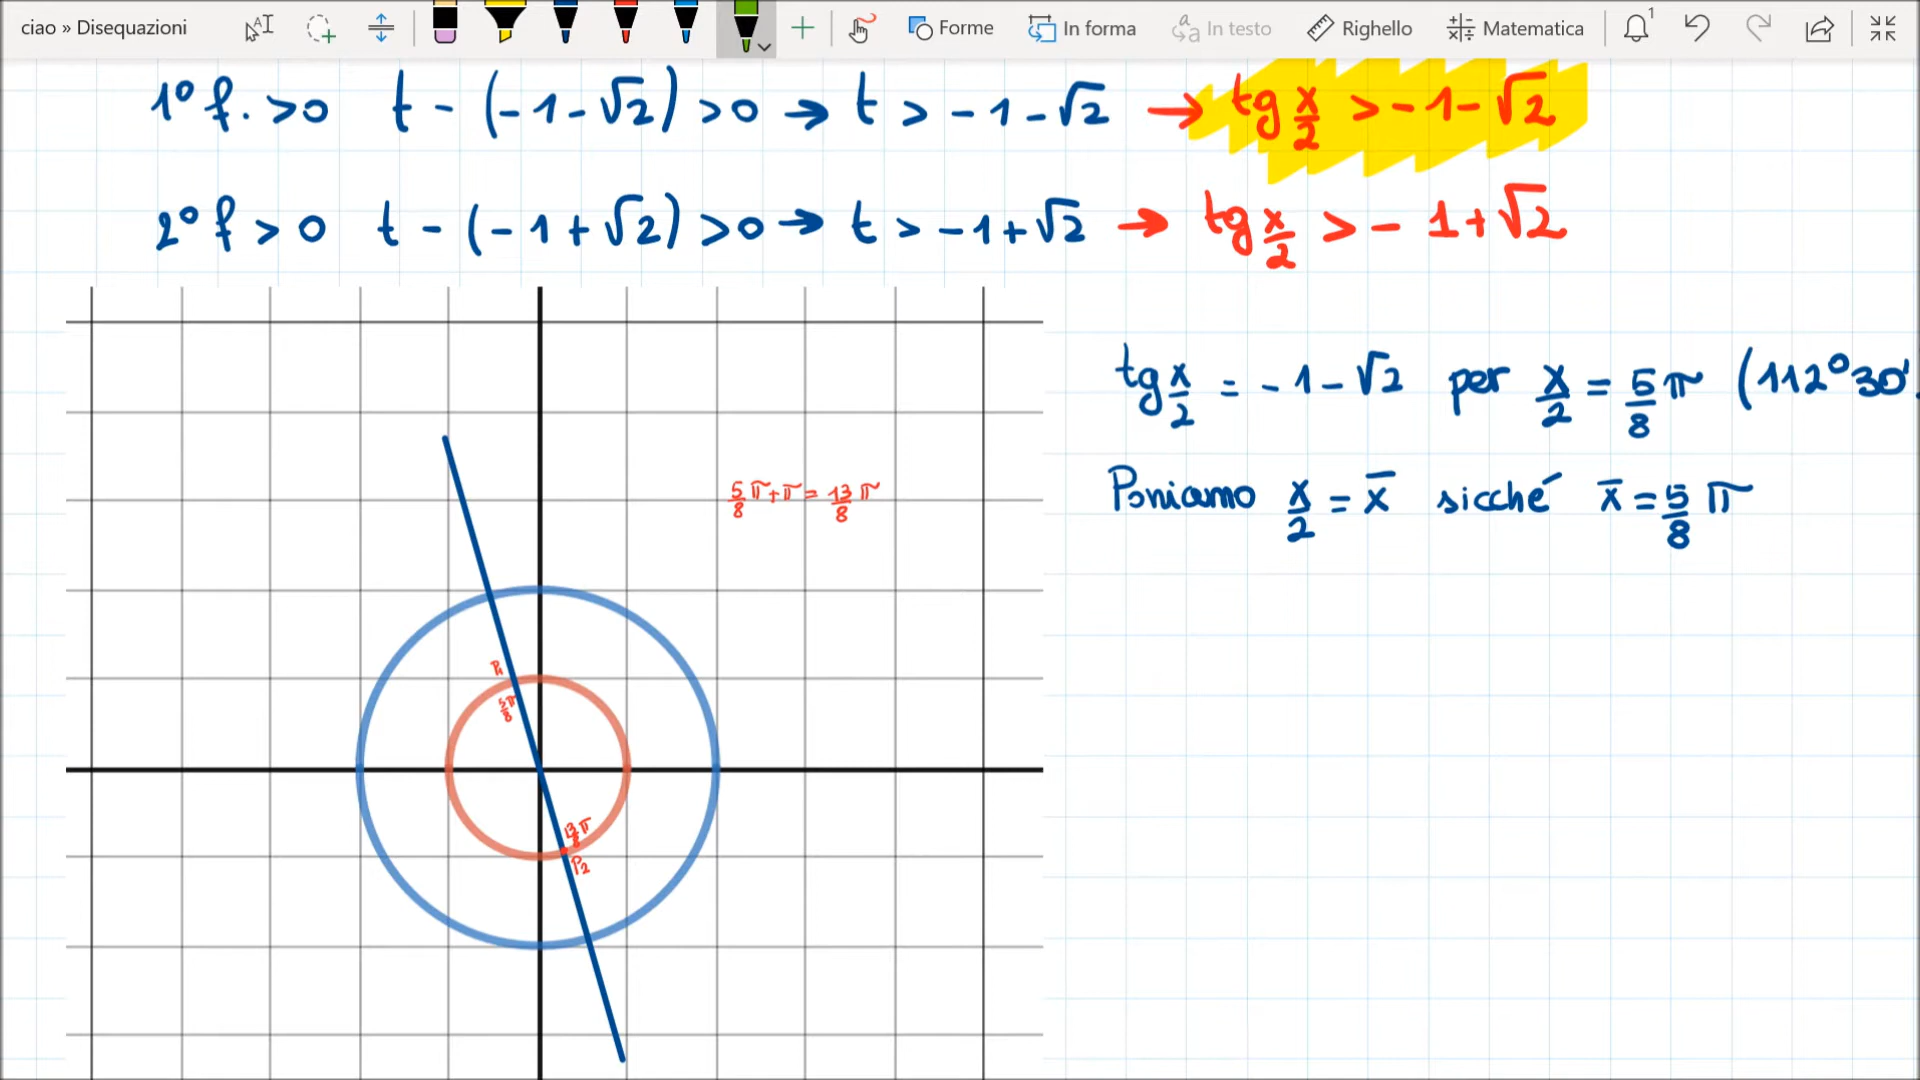 ciao » Disequazioni Forme In forma In testo Righello Matematica 1
1° f. > 0 t - (-1-√2) > 0 → t > -1-√2 → tg x/2 > -1-√2
2° f > 0 t - (-1+√2) > 0 → t > -1+√2 → tg x/2 > -1+√2
tg x/2 = -1-√2 per x/2 = 5/8 π (112°30'
Poniamo x/2 = x̅ sicché x̅ = 5/8 π
5/8 π + π = 13/8 π
P₁
5/8 π
13/8 π
P₂